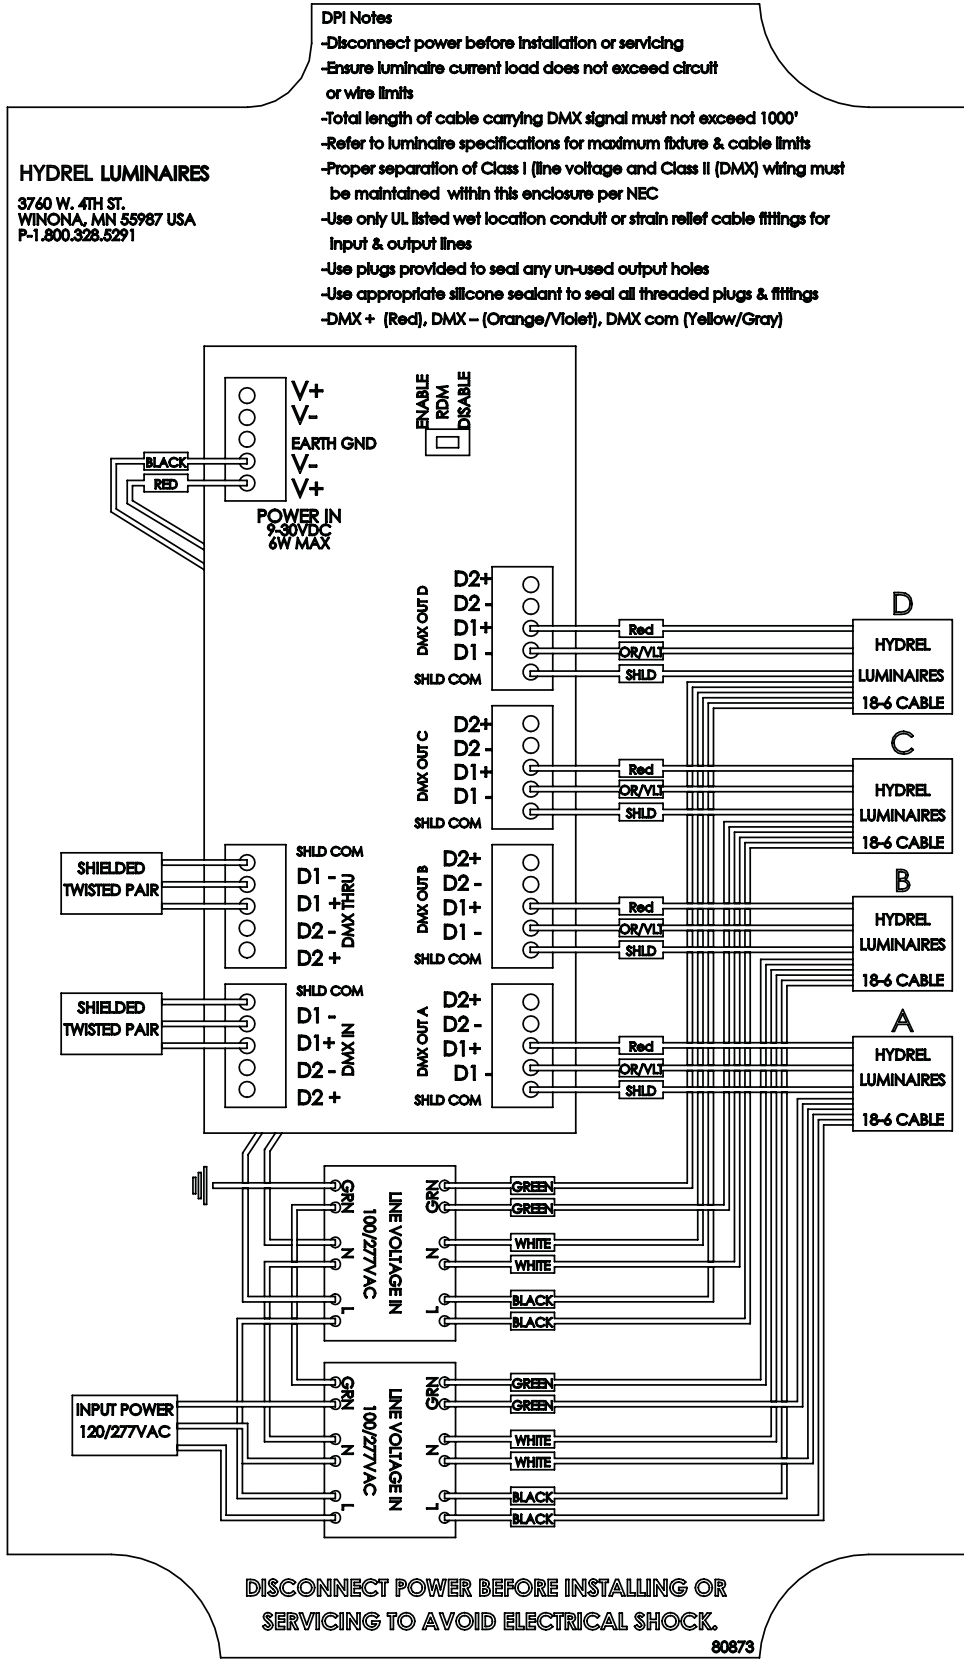 DPI Notes
-Disconnect power before installation or servicing
-Ensure luminaire current load does not exceed circuit
or wire limits
-Total length of cable carrying DMX signal must not exceed 1000'
-Refer to luminaire specifications for maximum fixture & cable limits
-Proper separation of Class I (line voltage and Class II (DMX) wiring must
be maintained within this enclosure per NEC
-Use only UL listed wet location conduit or strain relief cable fittings for
input & output lines
-Use plugs provided to seal any un-used output holes
-Use appropriate silicone sealant to seal all threaded plugs & fittings
-DMX + (Red), DMX – (Orange/Violet), DMX com (Yellow/Gray)
HYDREL LUMINAIRES
3760 W. 4TH ST.
WINONA, MN 55987 USA
P-1.800.328.5291
V+
V-
EARTH GND
V-
V+
BLACK
RED
POWER IN
9-30VDC
6W MAX
ENABLE
RDM
DISABLE
DMX OUT D
D2+
D2 -
D1+
D1 -
SHLD COM
Red
OR/VLT
SHLD
D
HYDREL
LUMINAIRES
18-6 CABLE
DMX OUT C
D2+
D2 -
D1+
D1 -
SHLD COM
Red
OR/VLT
SHLD
C
HYDREL
LUMINAIRES
18-6 CABLE
SHIELDED
TWISTED PAIR
SHLD COM
D1 -
D1 +
D2 -
D2 +
DMX THRU
DMX OUT B
D2+
D2 -
D1+
D1 -
SHLD COM
Red
OR/VLT
SHLD
B
HYDREL
LUMINAIRES
18-6 CABLE
SHIELDED
TWISTED PAIR
SHLD COM
D1 -
D1+
D2 -
D2 +
DMX IN
DMX OUT A
D2+
D2 -
D1+
D1 -
SHLD COM
Red
OR/VLT
SHLD
A
HYDREL
LUMINAIRES
18-6 CABLE
GRN
N
L
LINE VOLTAGE IN
100/277VAC
GRN
N
L
GREEN
GREEN
WHITE
WHITE
BLACK
BLACK
INPUT POWER
120/277VAC
GRN
N
L
LINE VOLTAGE IN
100/277VAC
GRN
N
L
GREEN
GREEN
WHITE
WHITE
BLACK
BLACK
DISCONNECT POWER BEFORE INSTALLING OR
SERVICING TO AVOID ELECTRICAL SHOCK.
80873